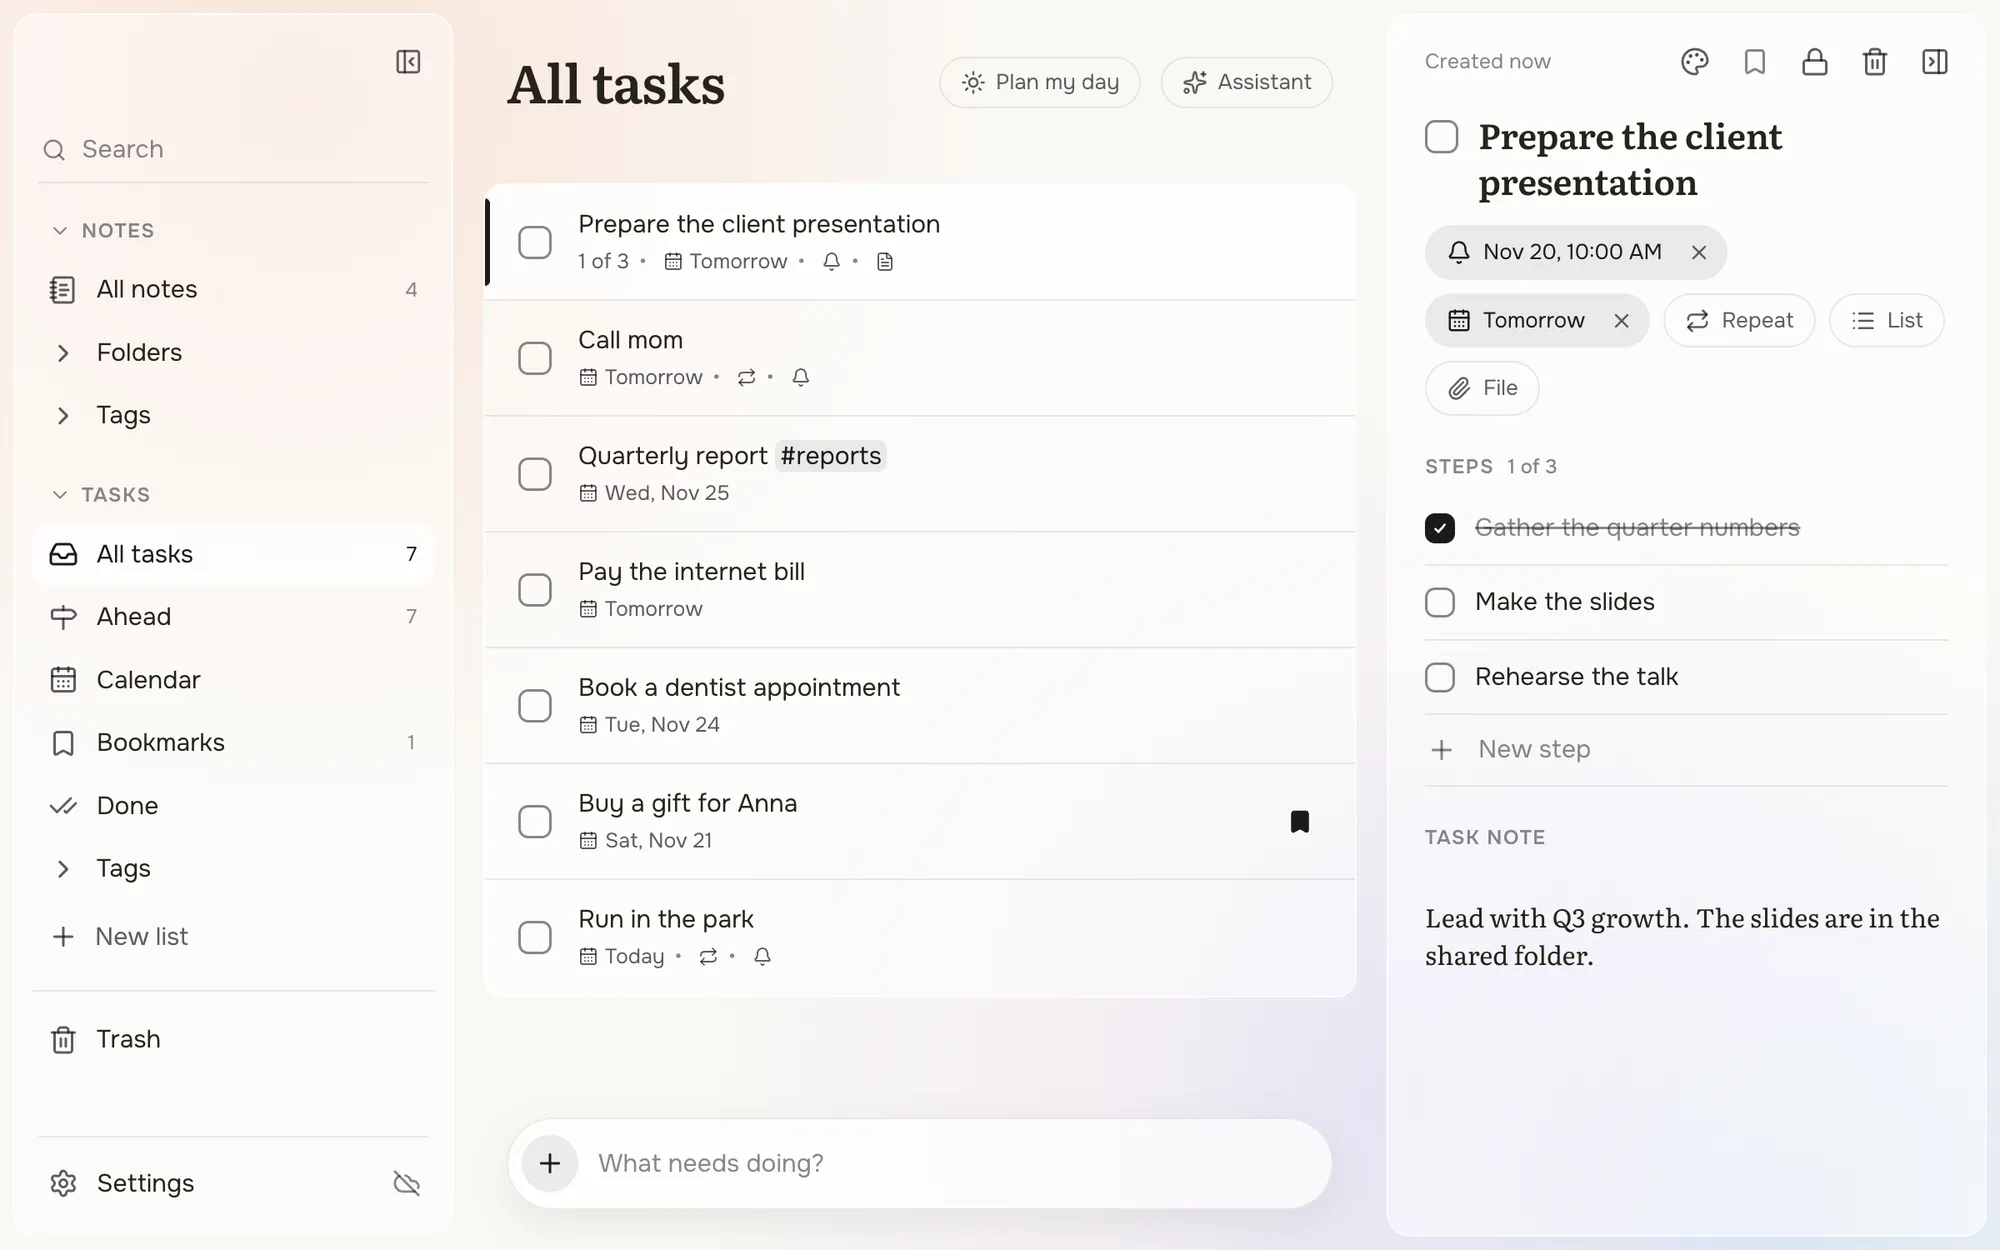 Search
NOTES
All notes 4
Folders
Tags
TASKS
All tasks 7
Ahead 7
Calendar
Bookmarks 1
Done
Tags
New list
Trash
Settings
All tasks
Plan my day
Assistant
Prepare the client presentation
1 of 3 • Tomorrow • •
Call mom
Tomorrow • •
Quarterly report #reports
Wed, Nov 25
Pay the internet bill
Tomorrow
Book a dentist appointment
Tue, Nov 24
Buy a gift for Anna
Sat, Nov 21
Run in the park
Today • •
What needs doing?
Created now
Prepare the client
presentation
Nov 20, 10:00 AM
Tomorrow
Repeat
List
File
STEPS 1 of 3
Gather the quarter numbers
Make the slides
Rehearse the talk
New step
TASK NOTE
Lead with Q3 growth. The slides are in the
shared folder.